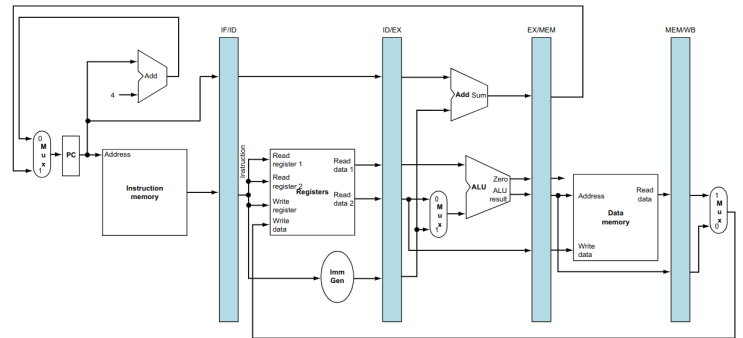 IF/ID
ID/EX
EX/MEM
MEM/WB
Add
4
0
M
u
x
1
PC
Address
Instruction
memory
Instruction
Read
register 1
Read
register 2
Write
register
Write
data
Registers
Read
data 1
Read
data 2
Imm
Gen
Add Sum
0
M
u
x
1
ALU
Zero
ALU
result
Address
Write
data
Read
data
Data
memory
1
M
u
x
0